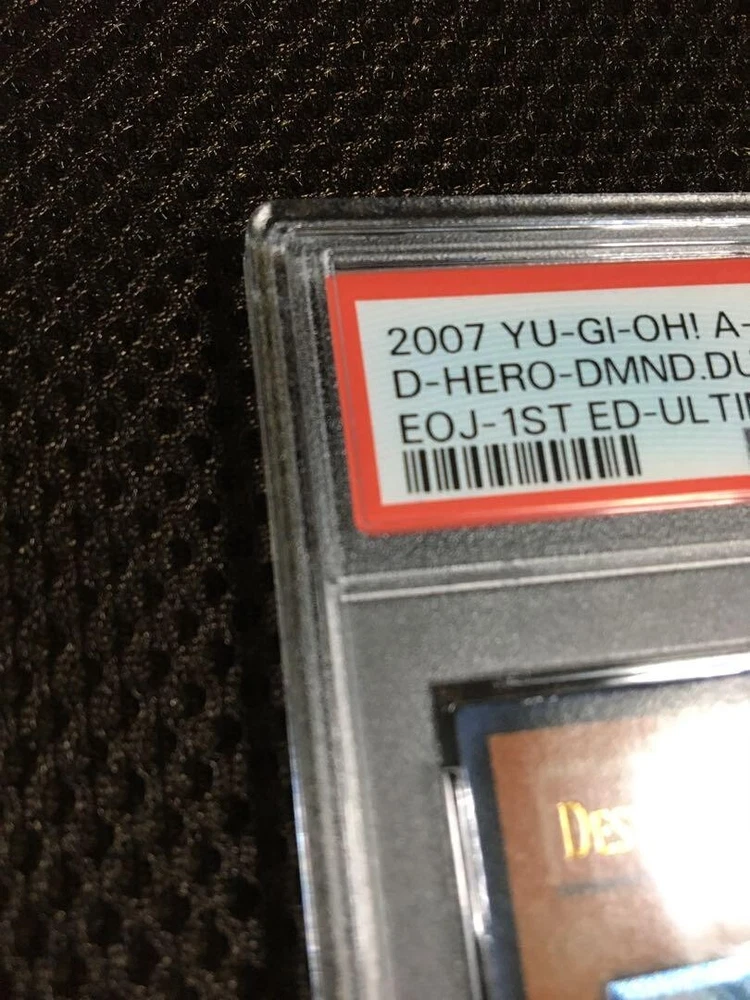 2007 YU-GI-OH! A-
D-HERO-DMND.DU
EOJ-1ST ED-ULTI
DES